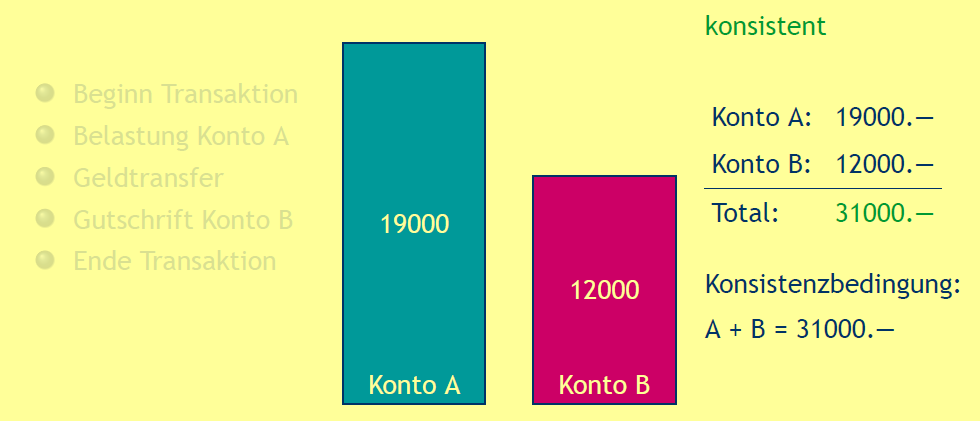 konsistent
Beginn Transaktion
Belastung Konto A
Geldtransfer
Gutschrift Konto B
Ende Transaktion
19000
Konto A
12000
Konto B
Konto A: 19000.—
Konto B: 12000.—
Total: 31000.—
Konsistenzbedingung:
A + B = 31000.—